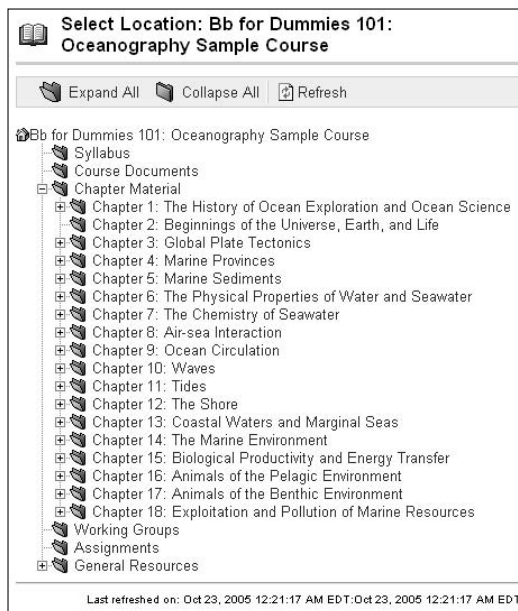 Select Location: Bb for Dummies 101:
Oceanography Sample Course
Expand All Collapse All Refresh
Bb for Dummies 101: Oceanography Sample Course
Syllabus
Course Documents
Chapter Material
Chapter 1: The History of Ocean Exploration and Ocean Science
Chapter 2: Beginnings of the Universe, Earth, and Life
Chapter 3: Global Plate Tectonics
Chapter 4: Marine Provinces
Chapter 5: Marine Sediments
Chapter 6: The Physical Properties of Water and Seawater
Chapter 7: The Chemistry of Seawater
Chapter 8: Air-sea Interaction
Chapter 9: Ocean Circulation
Chapter 10: Waves
Chapter 11: Tides
Chapter 12: The Shore
Chapter 13: Coastal Waters and Marginal Seas
Chapter 14: The Marine Environment
Chapter 15: Biological Productivity and Energy Transfer
Chapter 16: Animals of the Pelagic Environment
Chapter 17: Animals of the Benthic Environment
Chapter 18: Exploitation and Pollution of Marine Resources
Working Groups
Assignments
General Resources
Last refreshed on: Oct 23, 2005 12:21:17 AM EDT:Oct 23, 2005 12:21:17 AM EDT